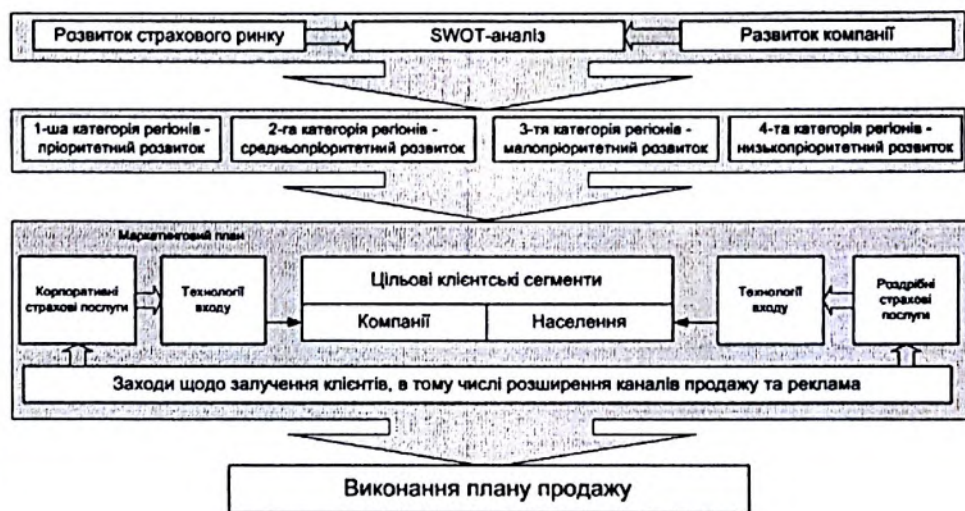 Розвиток страхового ринку
SWOT-аналіз
Развиток компанії
1-ша категорія регіонів -
пріоритетний розвиток
2-га категорія регіонів -
средньопріоритетний розвиток
3-тя категорія регіонів -
малопріоритетний розвиток
4-та категорія регіонів -
низькопріоритетний розвиток
Маркетинговий план
Корпоративні
страхові послуги
Технології
входу
Цільові клієнтські сегменти
Компанії
Населення
Технології
входу
Роздрібні
страхові
послуги
Заходи щодо залучення клієнтів, в тому числі розширення каналів продажу та реклама
Виконання плану продажу